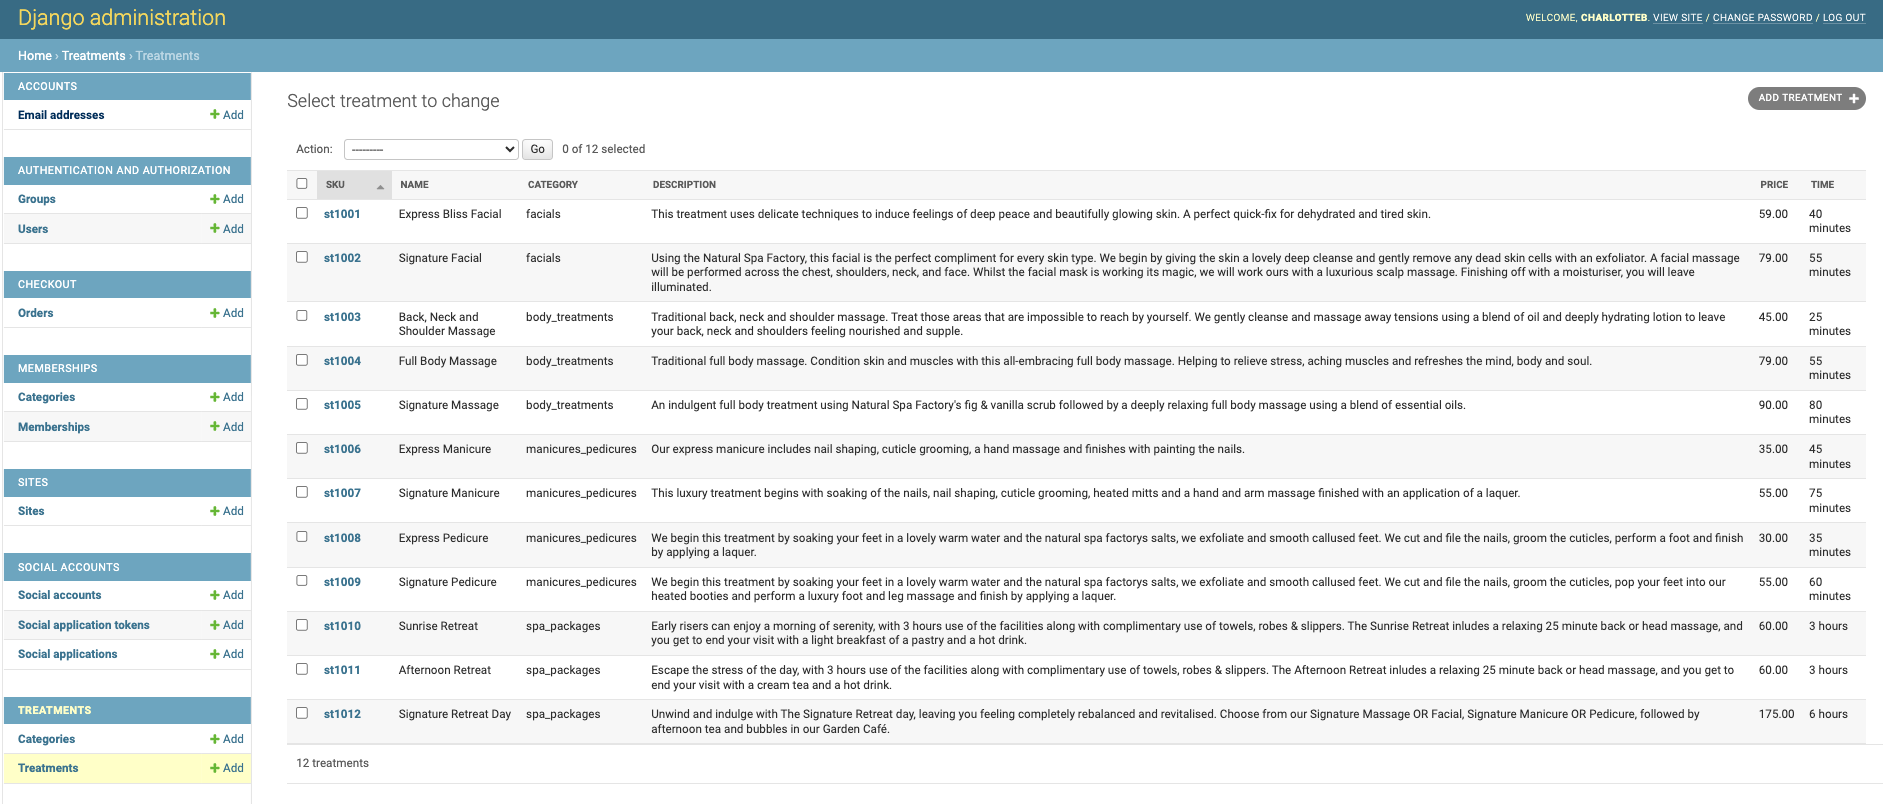 Django administration
WELCOME, CHARLOTTEB. VIEW SITE / CHANGE PASSWORD / LOG OUT
Home › Treatments › Treatments
ACCOUNTS
Email addresses + Add
AUTHENTICATION AND AUTHORIZATION
Groups + Add
Users + Add
CHECKOUT
Orders + Add
MEMBERSHIPS
Categories + Add
Memberships + Add
SITES
Sites + Add
SOCIAL ACCOUNTS
Social accounts + Add
Social application tokens + Add
Social applications + Add
TREATMENTS
Categories + Add
Treatments + Add
Select treatment to change
ADD TREATMENT +
Action: --------- Go 0 of 12 selected
SKU NAME CATEGORY DESCRIPTION PRICE TIME
st1001 Express Bliss Facial facials This treatment uses delicate techniques to induce feelings of deep peace and beautifully glowing skin. A perfect quick-fix for dehydrated and tired skin. 59.00 40
minutes
st1002 Signature Facial facials Using the Natural Spa Factory, this facial is the perfect compliment for every skin type. We begin by giving the skin a lovely deep cleanse and gently remove any dead skin cells with an exfoliator. A facial massage 79.00 55
will be performed across the chest, shoulders, neck, and face. Whilst the facial mask is working its magic, we will work ours with a luxurious scalp massage. Finishing off with a moisturiser, you will leave minutes
illuminated.
st1003 Back, Neck and body_treatments Traditional back, neck and shoulder massage. Treat those areas that are impossible to reach by yourself. We gently cleanse and massage away tensions using a blend of oil and deeply hydrating lotion to leave 45.00 25
Shoulder Massage your back, neck and shoulders feeling nourished and supple. minutes
st1004 Full Body Massage body_treatments Traditional full body massage. Condition skin and muscles with this all-embracing full body massage. Helping to relieve stress, aching muscles and refreshes the mind, body and soul. 79.00 55
minutes
st1005 Signature Massage body_treatments An indulgent full body treatment using Natural Spa Factory's fig & vanilla scrub followed by a deeply relaxing full body massage using a blend of essential oils. 90.00 80
minutes
st1006 Express Manicure manicures_pedicures Our express manicure includes nail shaping, cuticle grooming, a hand massage and finishes with painting the nails. 35.00 45
minutes
st1007 Signature Manicure manicures_pedicures This luxury treatment begins with soaking of the nails, nail shaping, cuticle grooming, heated mitts and a hand and arm massage finished with an application of a laquer. 55.00 75
minutes
st1008 Express Pedicure manicures_pedicures We begin this treatment by soaking your feet in a lovely warm water and the natural spa factorys salts, we exfoliate and smooth callused feet. We cut and file the nails, groom the cuticles, perform a foot and finish 30.00 35
by applying a laquer. minutes
st1009 Signature Pedicure manicures_pedicures We begin this treatment by soaking your feet in a lovely warm water and the natural spa factorys salts, we exfoliate and smooth callused feet. We cut and file the nails, groom the cuticles, pop your feet into our 55.00 60
heated booties and perform a luxury foot and leg massage and finish by applying a laquer. minutes
st1010 Sunrise Retreat spa_packages Early risers can enjoy a morning of serenity, with 3 hours use of the facilities along with complimentary use of towels, robes & slippers. The Sunrise Retreat inludes a relaxing 25 minute back or head massage, and 60.00 3 hours
you get to end your visit with a light breakfast of a pastry and a hot drink.
st1011 Afternoon Retreat spa_packages Escape the stress of the day, with 3 hours use of the facilities along with complimentary use of towels, robes & slippers. The Afternoon Retreat inludes a relaxing 25 minute back or head massage, and you get to 60.00 3 hours
end your visit with a cream tea and a hot drink.
st1012 Signature Retreat Day spa_packages Unwind and indulge with The Signature Retreat day, leaving you feeling completely rebalanced and revitalised. Choose from our Signature Massage OR Facial, Signature Manicure OR Pedicure, followed by 175.00 6 hours
afternoon tea and bubbles in our Garden Café.
12 treatments